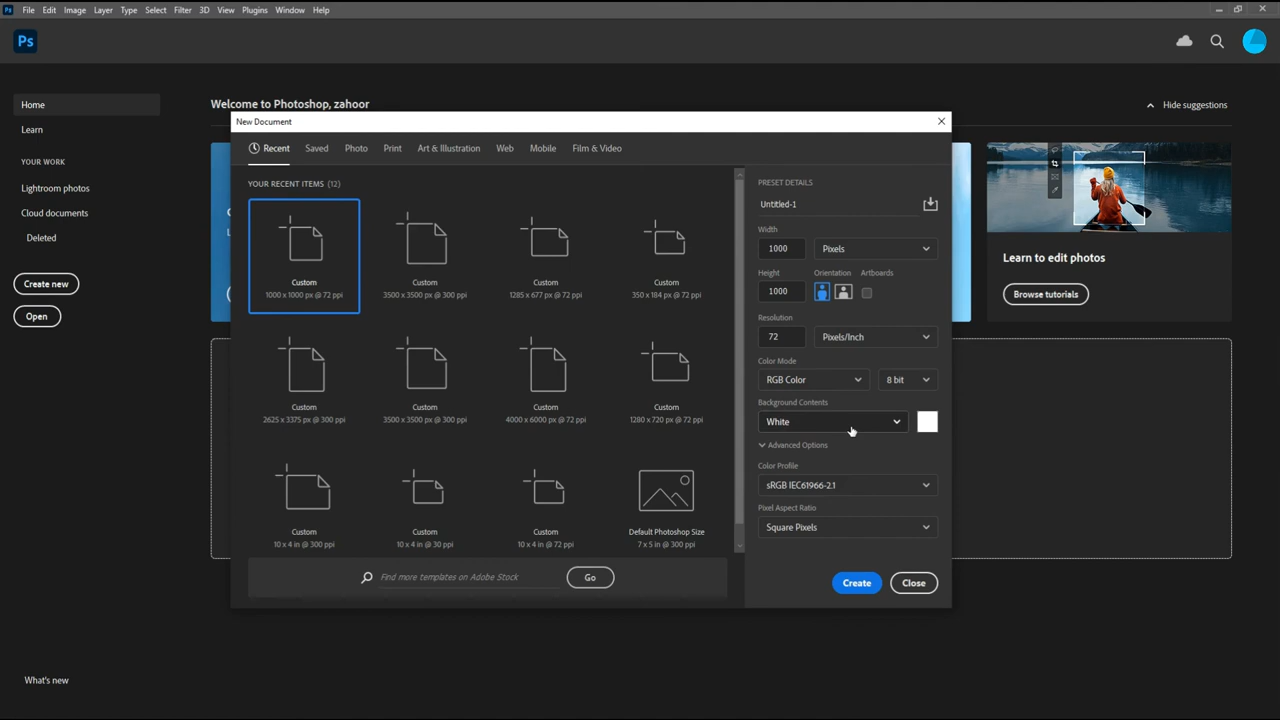 Ps File Edit Image Layer Type Select Filter 3D View Plugins Window Help
Ps
Home
Learn
YOUR WORK
Lightroom photos
Cloud documents
Deleted
Create new
Open
What's new
Welcome to Photoshop, zahoor
Hide suggestions
New Document
Recent Saved Photo Print Art & Illustration Web Mobile Film & Video
YOUR RECENT ITEMS (12)
Custom
1000 x 1000 px @ 72 ppi
Custom
3500 x 3500 px @ 300 ppi
Custom
1285 x 677 px @ 72 ppi
Custom
350 x 184 px @ 72 ppi
Custom
2625 x 3375 px @ 300 ppi
Custom
3500 x 3500 px @ 300 ppi
Custom
4000 x 6000 px @ 72 ppi
Custom
1280 x 720 px @ 72 ppi
Custom
10 x 4 in @ 300 ppi
Custom
10 x 4 in @ 30 ppi
Custom
10 x 4 in @ 72 ppi
Default Photoshop Size
7 x 5 in @ 300 ppi
Find more templates on Adobe Stock
Go
PRESET DETAILS
Untitled-1
Width
1000 Pixels
Height Orientation Artboards
1000
Resolution
72 Pixels/Inch
Color Mode
RGB Color 8 bit
Background Contents
White
Advanced Options
Color Profile
sRGB IEC61966-2.1
Pixel Aspect Ratio
Square Pixels
Create Close
Learn to edit photos
Browse tutorials